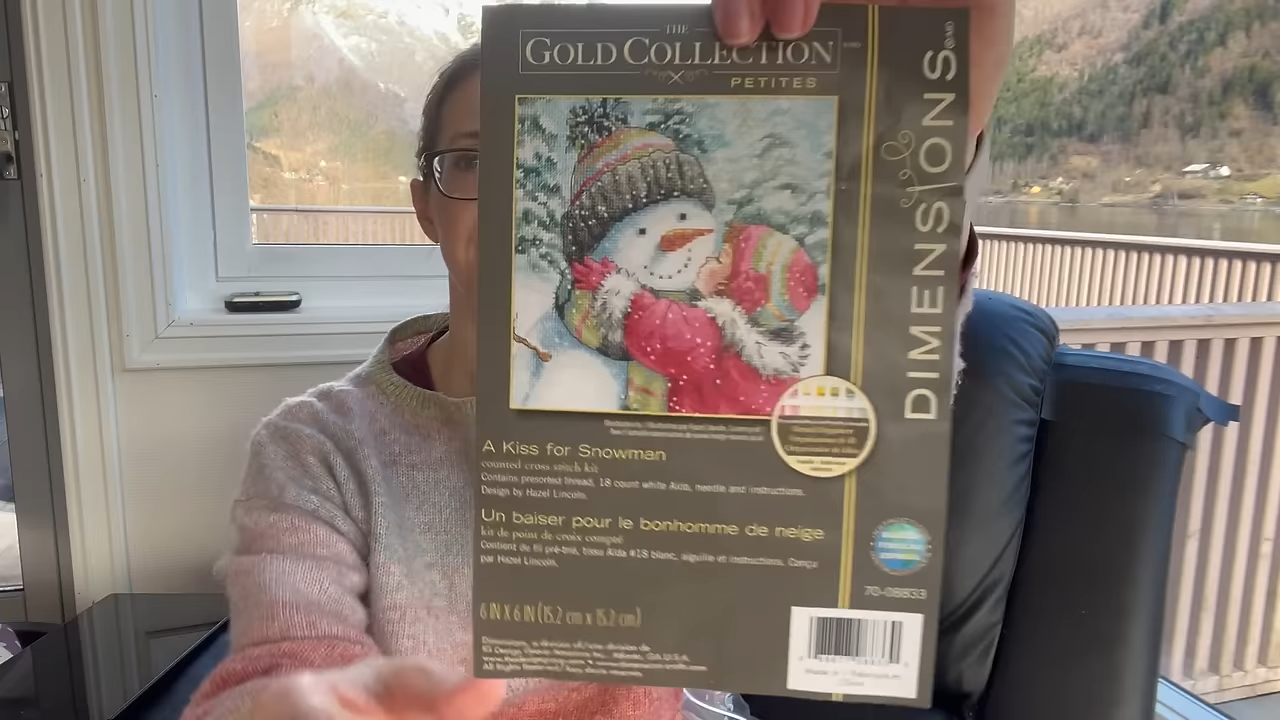 THE
GOLD COLLECTION
PETITES
DIMENSIONS
A Kiss for Snowman
counted cross stitch kit
Contains presorted thread, 18 count white Aida, needle and instructions.
Design by Hazel Lincoln.
Un baiser pour le bonhomme de neige
kit de point de croix compté
Contient de fil pré-trié, tissu Aida #18 blanc, aiguille et instructions. Conçu
par Hazel Lincoln.
70-08833
6 IN X 6 IN (15.2 cm x 15.2 cm)